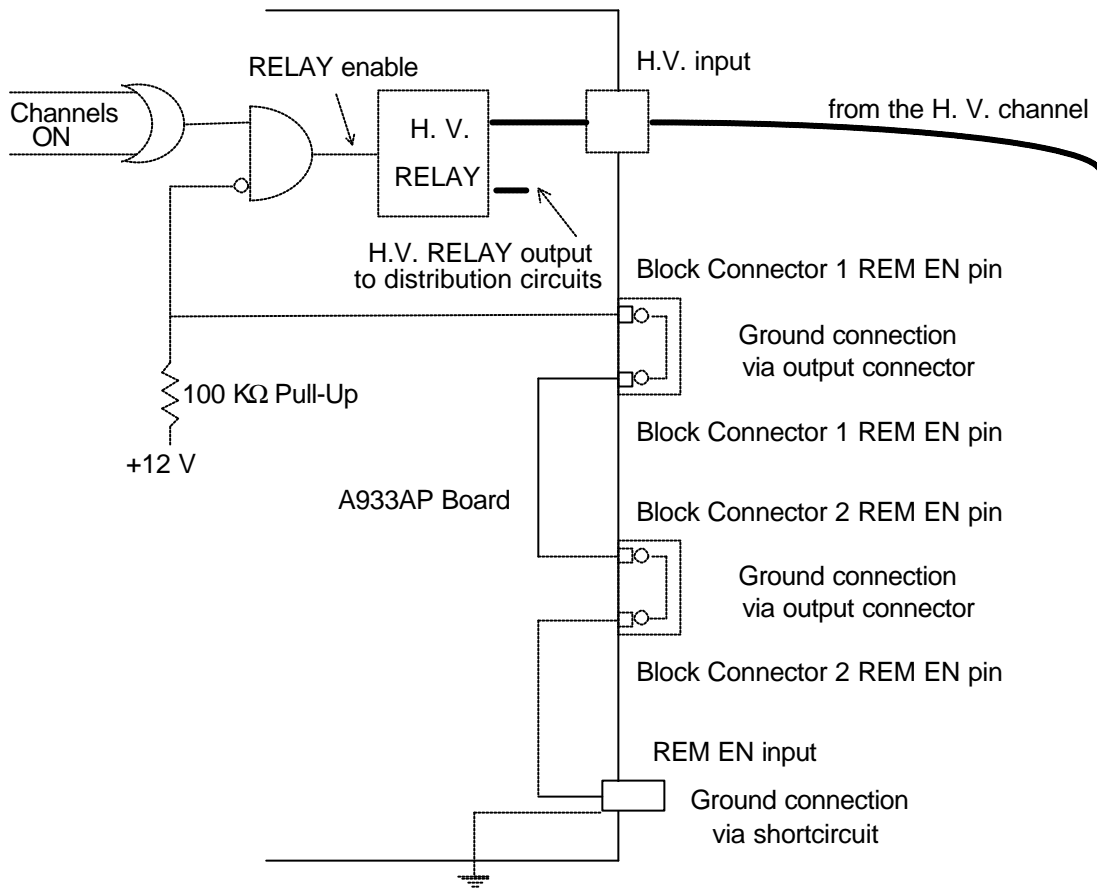 H.V. input
RELAY enable
from the H. V. channel
Channels
ON
H. V.
RELAY
H.V. RELAY output
to distribution circuits
Block Connector 1 REM EN pin
Ground connection
via output connector
100 KΩ Pull-Up
Block Connector 1 REM EN pin
+12 V
A933AP Board
Block Connector 2 REM EN pin
Ground connection
via output connector
Block Connector 2 REM EN pin
REM EN input
Ground connection
via shortcircuit